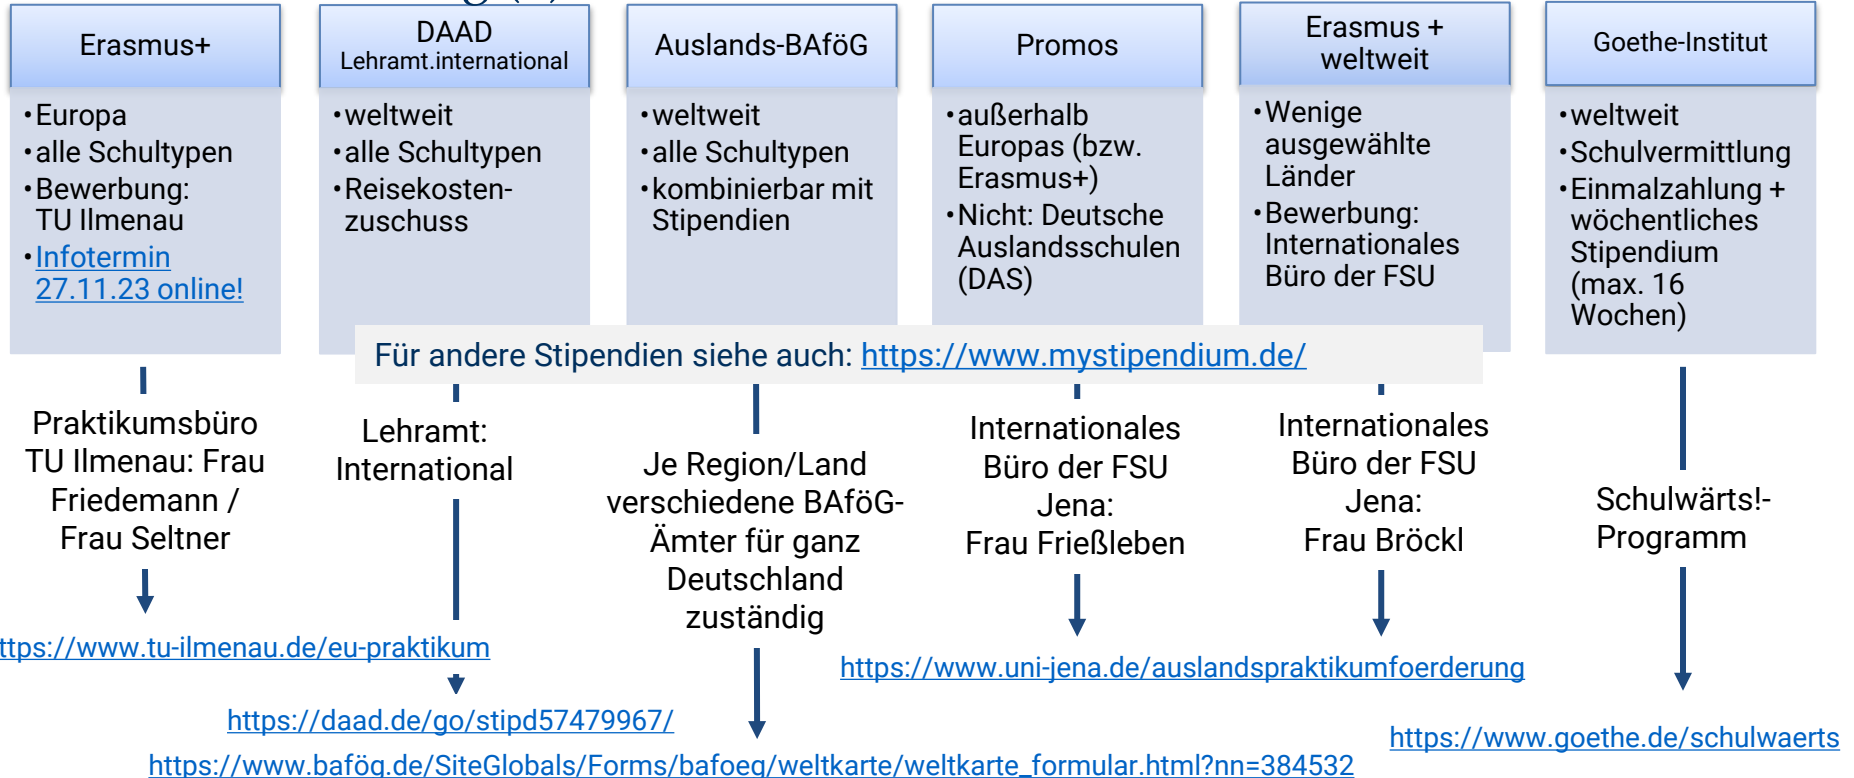 Erasmus+
•Europa
•alle Schultypen
•Bewerbung:
TU Ilmenau
•Infotermin
27.11.23 online!
DAAD
Lehramt.international
•weltweit
•alle Schultypen
•Reisekosten-
zuschuss
Auslands-BAföG
•weltweit
•alle Schultypen
•kombinierbar mit
Stipendien
Promos
•außerhalb
Europas (bzw.
Erasmus+)
•Nicht: Deutsche
Auslandsschulen
(DAS)
Erasmus +
weltweit
•Wenige
ausgewählte
Länder
•Bewerbung:
Internationales
Büro der FSU
Goethe-Institut
•weltweit
•Schulvermittlung
•Einmalzahlung +
wöchentliches
Stipendium
(max. 16
Wochen)
Für andere Stipendien siehe auch: https://www.mystipendium.de/
Praktikumsbüro
TU Ilmenau: Frau
Friedemann /
Frau Seltner
Lehramt:
International
Je Region/Land
verschiedene BAföG-
Ämter für ganz
Deutschland
zuständig
Internationales
Büro der FSU
Jena:
Frau Frießleben
Internationales
Büro der FSU
Jena:
Frau Bröckl
Schulwärts!-
Programm
ttps://www.tu-ilmenau.de/eu-praktikum
https://www.uni-jena.de/auslandspraktikumfoerderung
https://daad.de/go/stipd57479967/
https://www.goethe.de/schulwaerts
https://www.bafög.de/SiteGlobals/Forms/bafoeg/weltkarte/weltkarte_formular.html?nn=384532